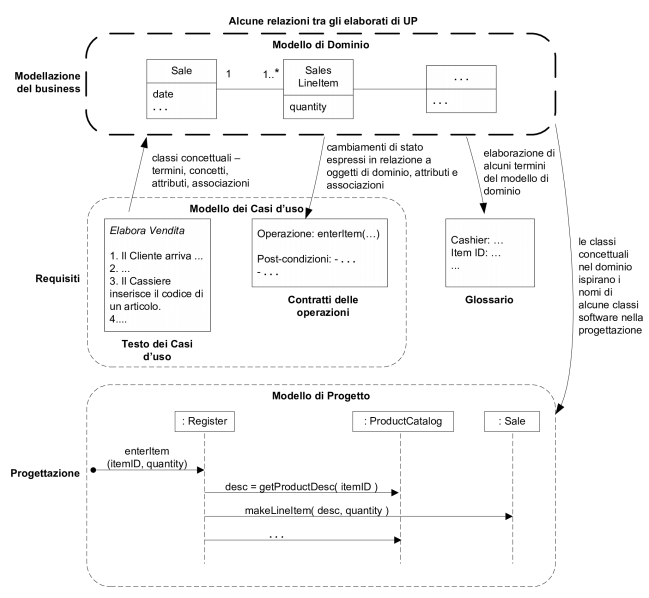 Alcune relazioni tra gli elaborati di UP
Modello di Dominio
Modellazione
del business
Sale
date
. . .
1
1..*
Sales
LineItem
quantity
. . .
. . .
classi concettuali –
termini, concetti,
attributi, associazioni
cambiamenti di stato
espressi in relazione a
oggetti di dominio, attributi e
associazioni
elaborazione di
alcuni termini
del modello di
dominio
Modello dei Casi d'uso
Requisiti
Elabora Vendita
1. Il Cliente arriva ...
2. ...
3. Il Cassiere
inserisce il codice di
un articolo.
4....
Testo dei Casi
d'uso
Operazione: enterItem(…)
Post-condizioni: - . . .
- . . .
Contratti delle
operazioni
Cashier: …
Item ID: …
...
Glossario
le classi
concettuali
nel dominio
ispirano i
nomi di
alcune classi
software nella
progettazione
Modello di Progetto
Progettazione
: Register
: ProductCatalog
: Sale
enterItem
(itemID, quantity)
desc = getProductDesc( itemID )
makeLineItem( desc, quantity )
. . .